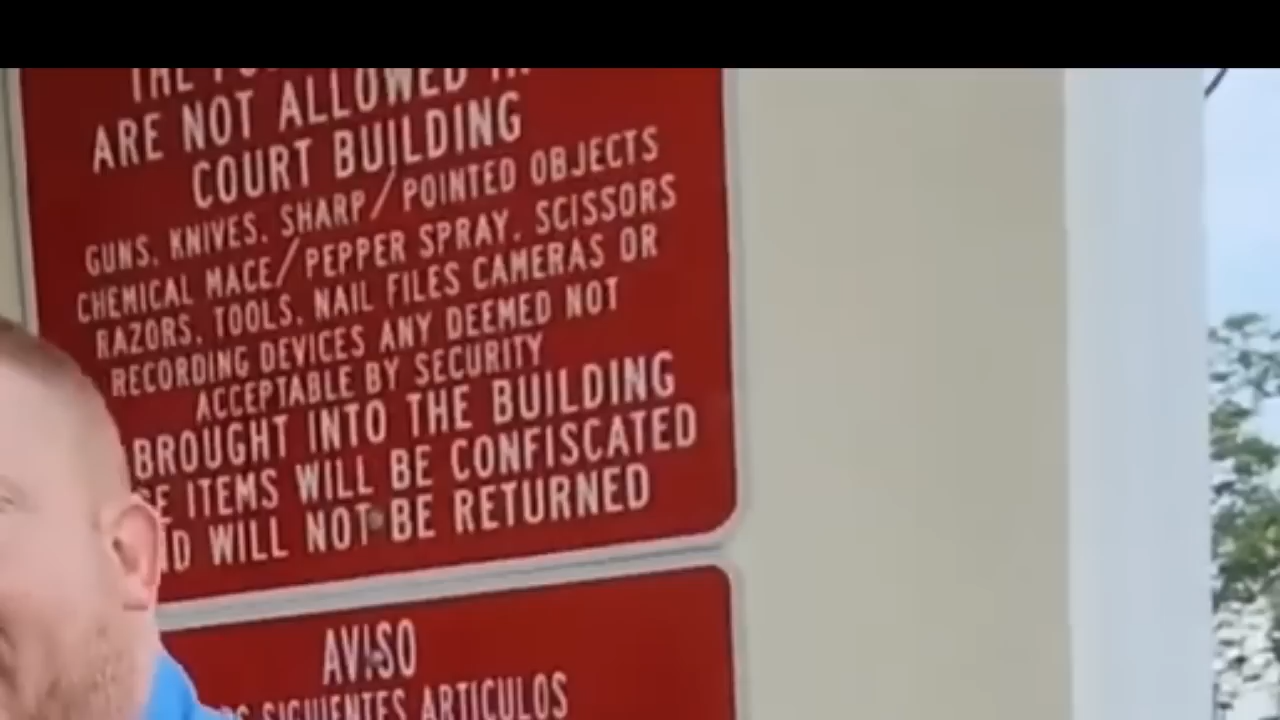 THE
ARE NOT ALLOWED IN
COURT BUILDING
GUNS, KNIVES, SHARP/POINTED OBJECTS
CHEMICAL MACE/PEPPER SPRAY, SCISSORS
RAZORS, TOOLS, NAIL FILES CAMERAS OR
RECORDING DEVICES ANY DEEMED NOT
ACCEPTABLE BY SECURITY
BROUGHT INTO THE BUILDING
ITEMS WILL BE CONFISCATED
WILL NOT BE RETURNED
AVISO
SIGUIENTES ARTICULOS